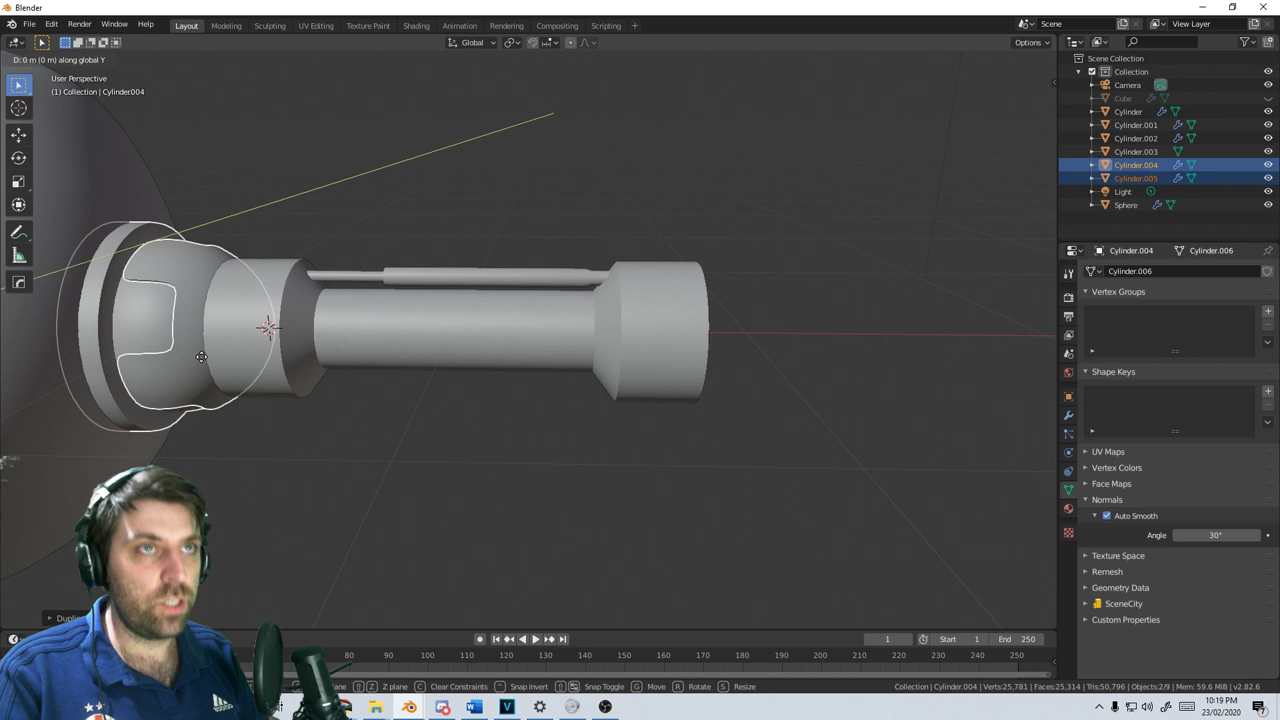 Blender
File Edit Render Window Help Layout Modeling Sculpting UV Editing Texture Paint Shading Animation Rendering Compositing Scripting + Scene View Layer
Global Options
D: 0 m (0 m) along global Y
User Perspective
(1) Collection | Cylinder004
Scene Collection
Collection
Camera
Cube
Cylinder
Cylinder.001
Cylinder.002
Cylinder.003
Cylinder.004
Cylinder.005
Light
Sphere
Cylinder.004 Cylinder.006
Cylinder.006
Vertex Groups
Shape Keys
UV Maps
Vertex Colors
Face Maps
Normals
Auto Smooth
Angle 30°
Texture Space
Remesh
Geometry Data
SceneCity
Custom Properties
1 Start 1 End 250
80 90 100 110 120 130 140 150 160 170 180 190 200 210 220 230 240 250
Z plane C Clear Constraints Snap Invert Snap Toggle G Move R Rotate S Resize Collection | Cylinder.004 | Verts:25,781 | Faces:25,314 | Tris:50,796 | Objects:2/9 | Mem: 59.6 MiB | v2.82.6
10:19 PM
23/02/2020
adidas